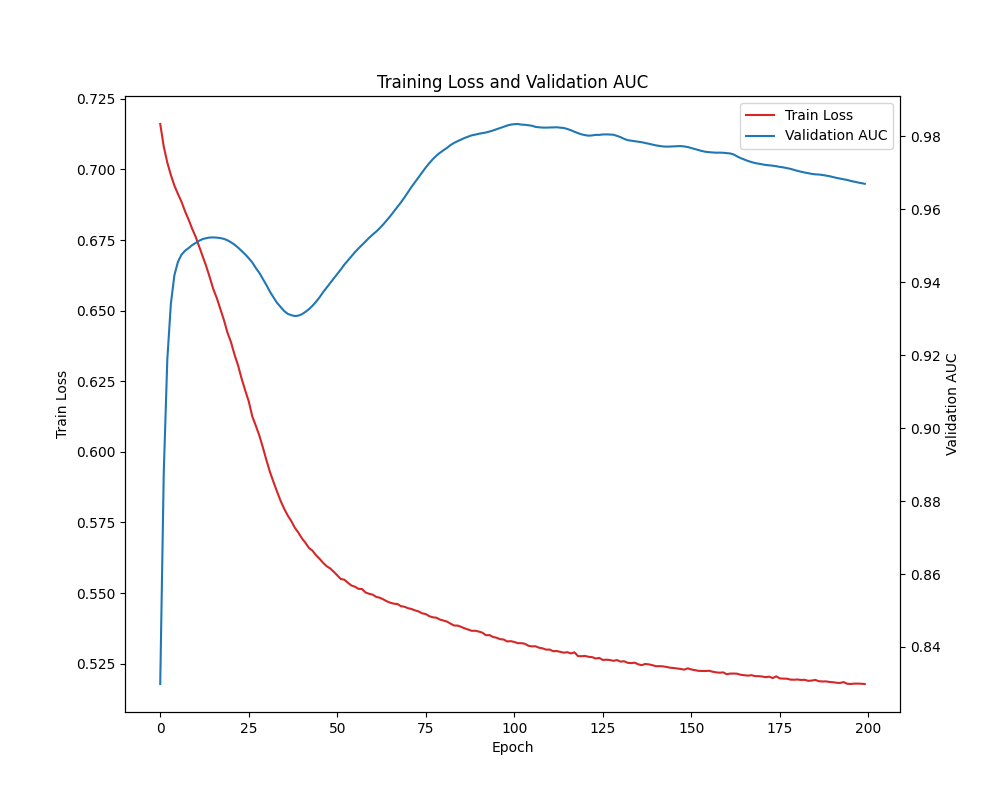 Training Loss and Validation AUC
Train Loss
Validation AUC
0.725
0.700
0.675
0.650
0.625
0.600
0.575
0.550
0.525
Train Loss
0.98
0.96
0.94
0.92
0.90
0.88
0.86
0.84
Validation AUC
0 25 50 75 100 125 150 175 200
Epoch